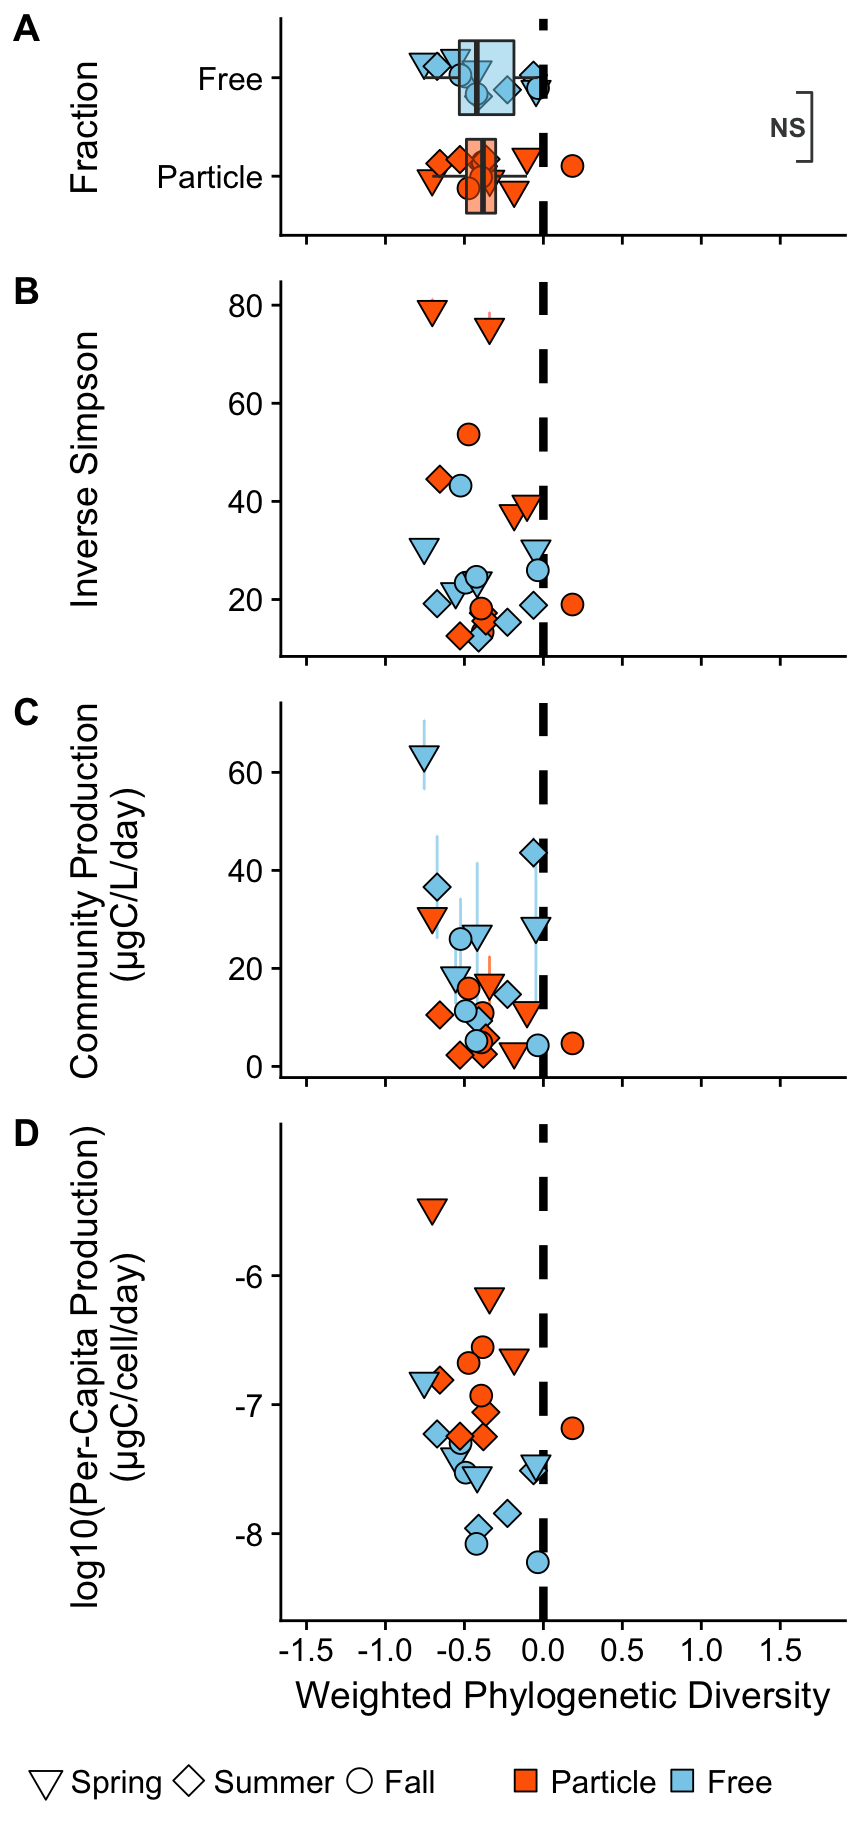 A
Fraction
Free
Particle
NS
B
Inverse Simpson
80
60
40
20
C
Community Production
(µgC/L/day)
60
40
20
0
D
log10(Per-Capita Production)
(µgC/cell/day)
-6
-7
-8
-1.5 -1.0 -0.5 0.0 0.5 1.0 1.5
Weighted Phylogenetic Diversity
Spring Summer Fall Particle Free